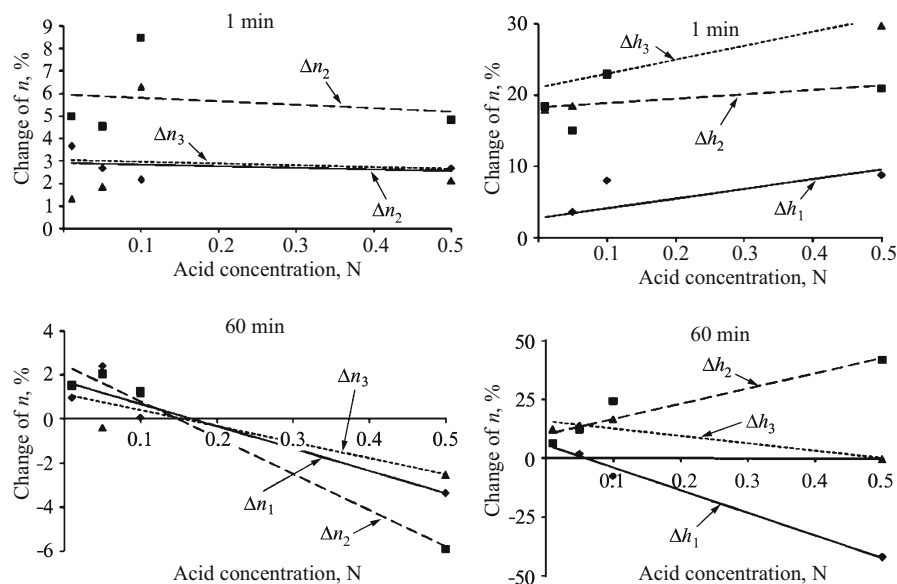 1 min
Change of n, %
9
8
7
6
5
4
3
2
1
0
Δn2
Δn3
Δn2
0.1 0.2 0.3 0.4 0.5
Acid concentration, N
1 min
Change of n, %
30
20
10
0
Δh3
Δh2
Δh1
0.1 0.2 0.3 0.4 0.5
Acid concentration, N
60 min
Change of n, %
4
2
0
-2
-4
-6
0.1 0.2 0.3 0.4 0.5
Δn3
Δn1
Δn2
Acid concentration, N
60 min
Change of n, %
50
25
0
-25
-50
Δh2
Δh3
0.1 0.2 0.3 0.4 0.5
Δh1
Acid concentration, N